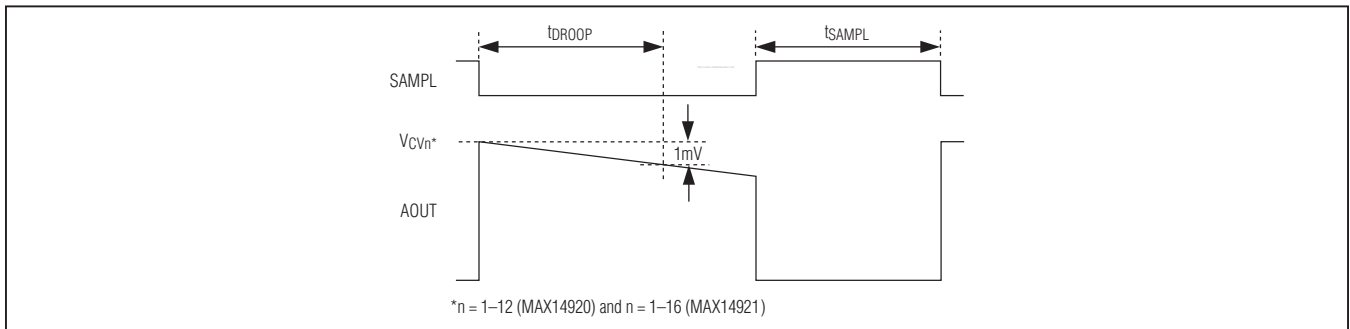 tDROOP
tSAMPL
SAMPL
VCVn*
1mV
AOUT
*n = 1–12 (MAX14920) and n = 1–16 (MAX14921)